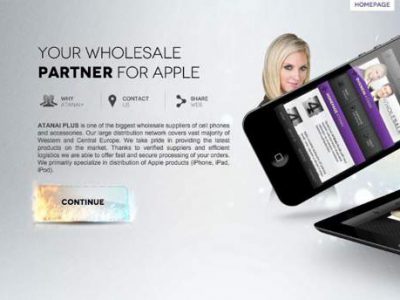 HOMEPAGE
YOUR WHOLESALE
PARTNER FOR APPLE
WHY
ATANAI+
CONTACT
US
SHARE
WEB
ATANAI PLUS is one of the biggest wholesale suppliers of cell phones
and accessories. Our large distribution network covers vast majority of
Western and Central Europe. We take pride in providing the latest
products on the market. Thanks to verified suppliers and efficient
logistics we are able to offer fast and secure processing of your orders.
We primarily specialize in distribution of Apple products (iPhone, iPad,
iPod).
CONTINUE